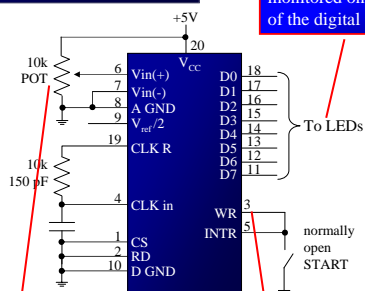 monitored on
of the digital
+5V
20
V_CC
10k
POT
6 Vin(+)
7 Vin(-)
8 A GND
9 V_ref/2
19 CLK R
10k
150 pF
4 CLK in
1 CS
2 RD
10 D GND
D0 18
D1 17
D2 16
D3 15
D4 14
D5 13
D6 12
D7 11
To LEDs
WR 3
INTR 5
normally
open
START